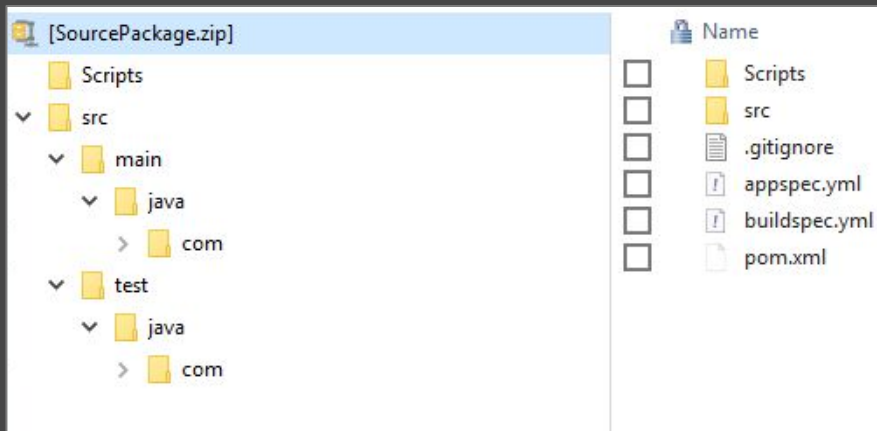 [SourcePackage.zip]
Scripts
src
main
java
com
test
java
com
Name
Scripts
src
.gitignore
appspec.yml
buildspec.yml
pom.xml